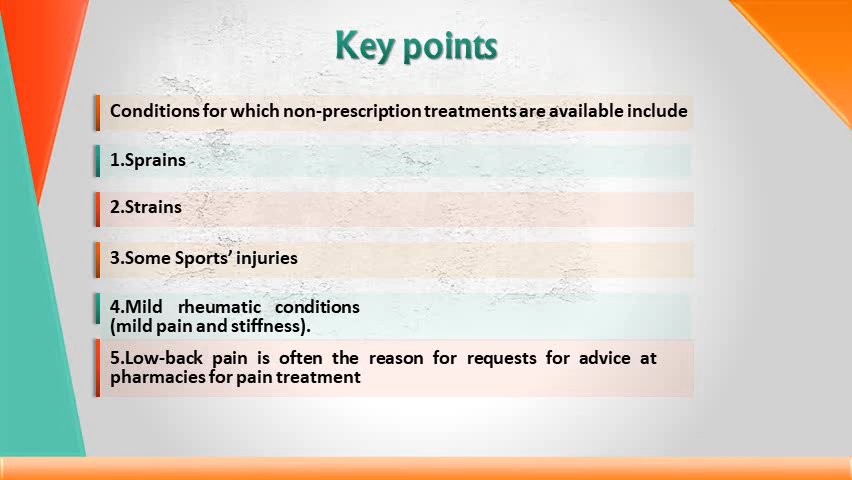 Key points
Conditions for which non-prescription treatments are available include
1.Sprains
2.Strains
3.Some Sports’ injuries
4.Mild rheumatic conditions
(mild pain and stiffness).
5.Low-back pain is often the reason for requests for advice at
pharmacies for pain treatment